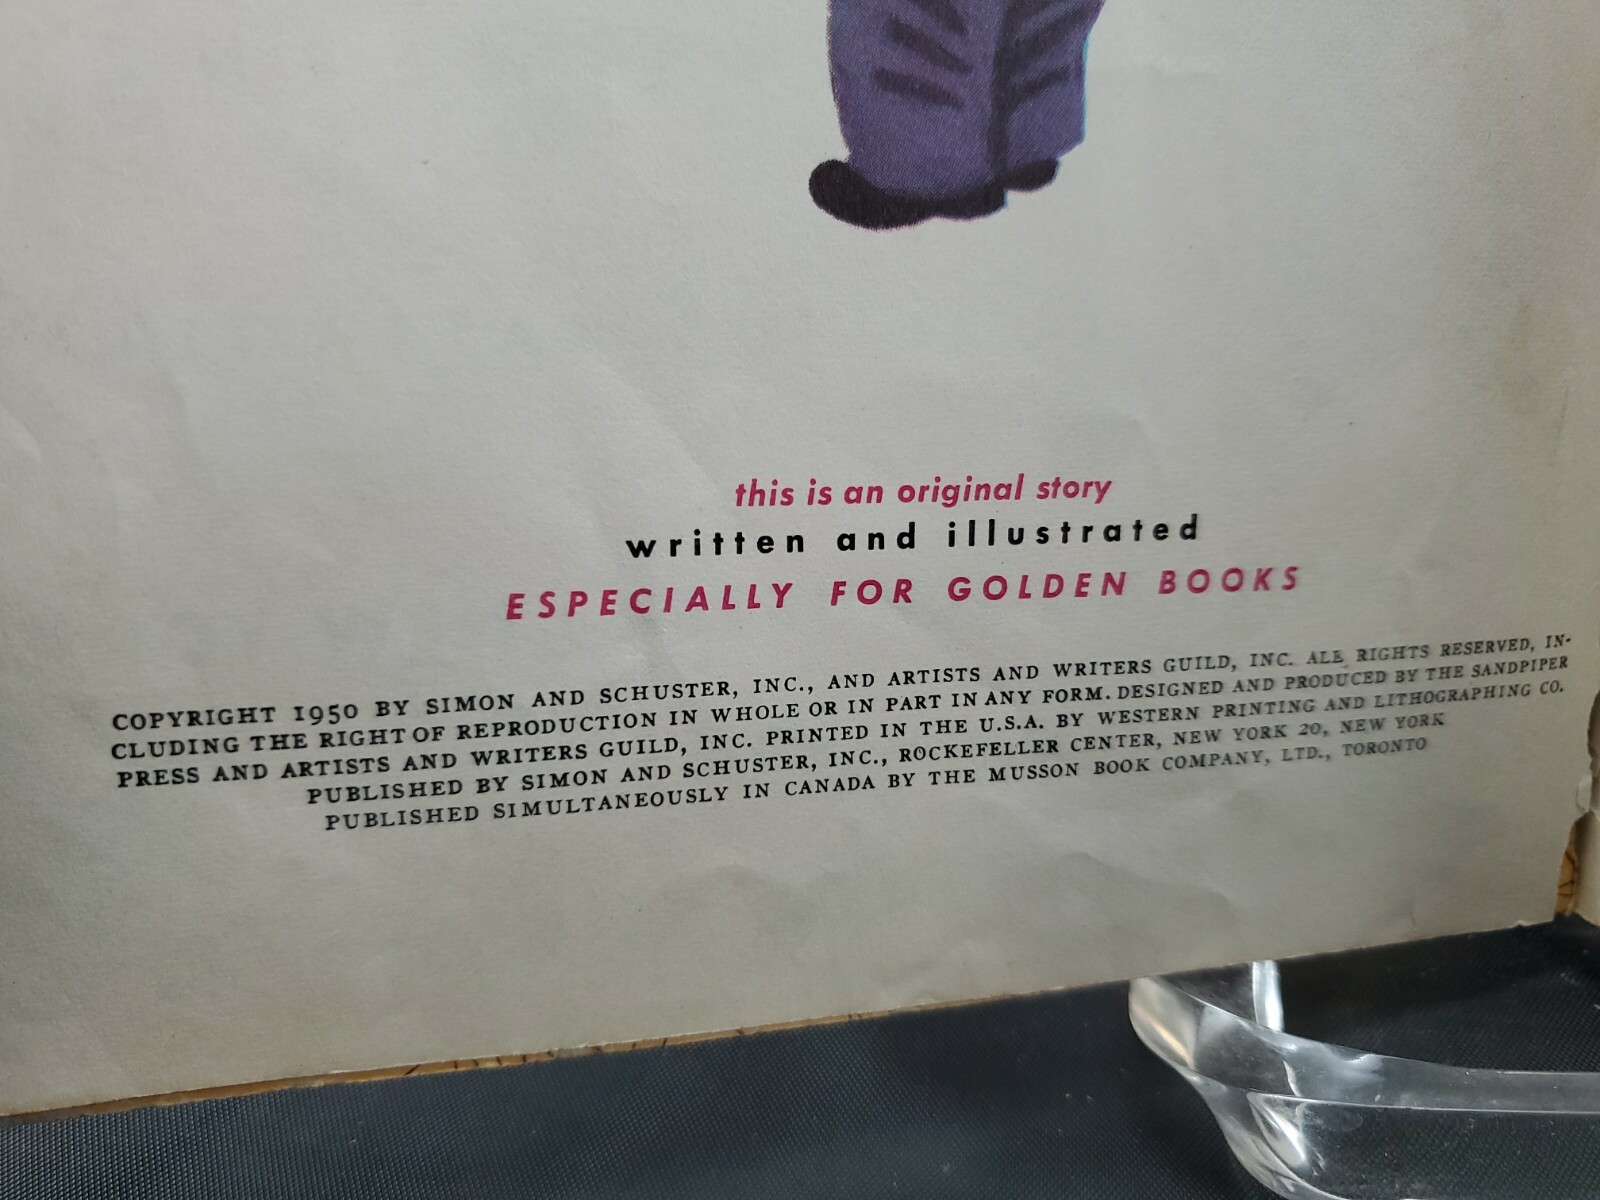 this is an original story
written and illustrated
ESPECIALLY FOR GOLDEN BOOKS
COPYRIGHT 1950 BY SIMON AND SCHUSTER, INC., AND ARTISTS AND WRITERS GUILD, INC. ALL RIGHTS RESERVED, IN-
CLUDING THE RIGHT OF REPRODUCTION IN WHOLE OR IN PART IN ANY FORM. DESIGNED AND PRODUCED BY THE SANDPIPER
PRESS AND ARTISTS AND WRITERS GUILD, INC. PRINTED IN THE U.S.A. BY WESTERN PRINTING AND LITHOGRAPHING CO.
PUBLISHED BY SIMON AND SCHUSTER, INC., ROCKEFELLER CENTER, NEW YORK 20, NEW YORK
PUBLISHED SIMULTANEOUSLY IN CANADA BY THE MUSSON BOOK COMPANY, LTD., TORONTO